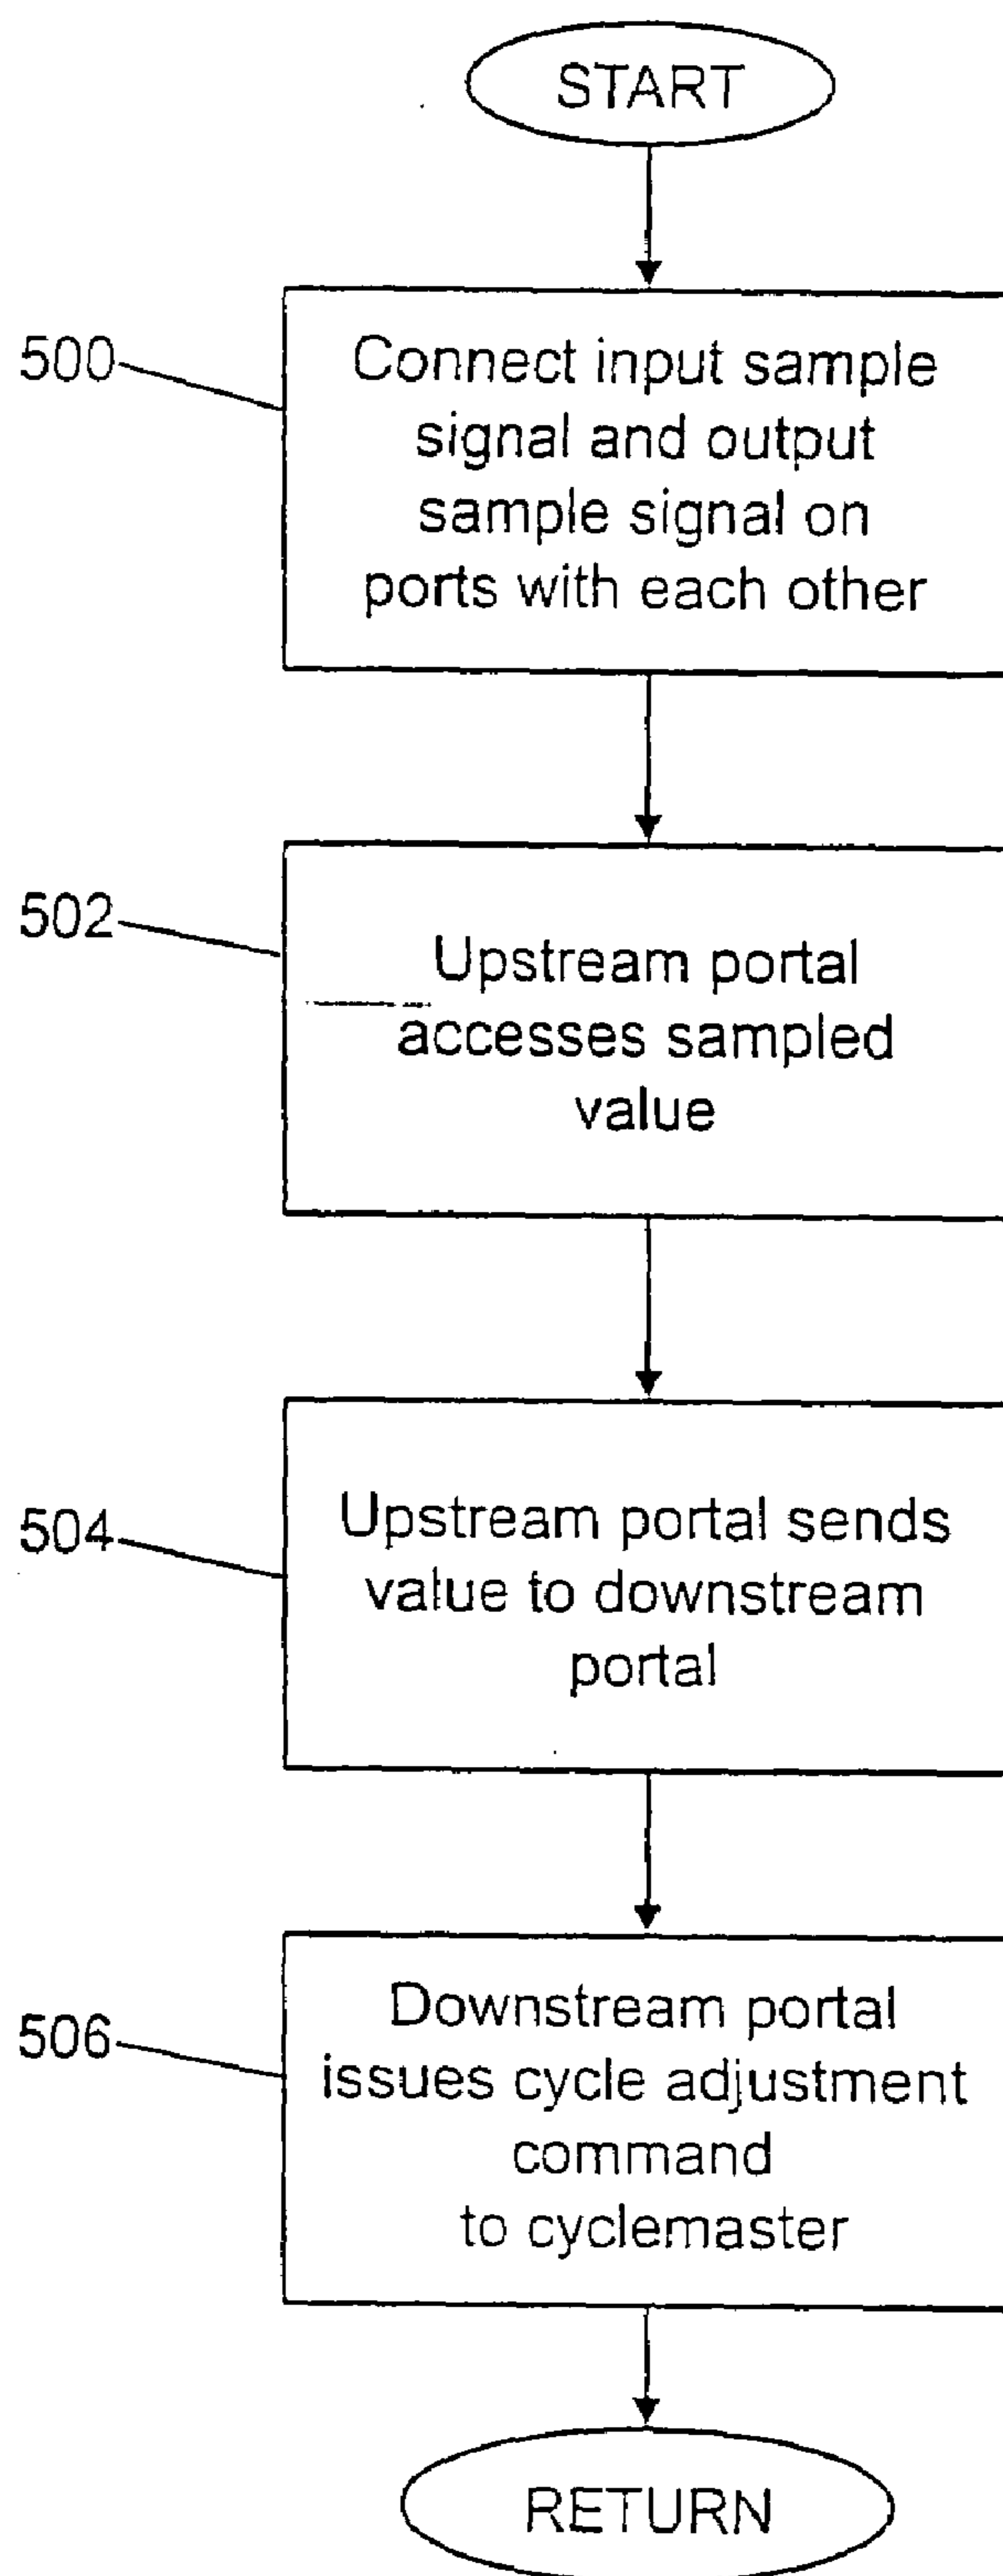 START
500
Connect input sample
signal and output
sample signal on
ports with each other
502
Upstream portal
accesses sampled
value
504
Upstream portal sends
value to downstream
portal
506
Downstream portal
issues cycle adjustment
command
to cyclemaster
RETURN